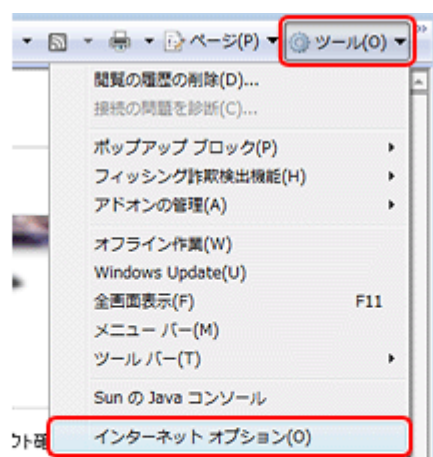 ページ(P) ツール(O) »
閲覧の履歴の削除(D)...
接続の問題を診断(C)...
ポップアップ ブロック(P)
フィッシング詐欺検出機能(H)
アドオンの管理(A)
オフライン作業(W)
Windows Update(U)
全画面表示(F) F11
メニュー バー(M)
ツール バー(T)
Sun の Java コンソール
ウト確
インターネット オプション(O)